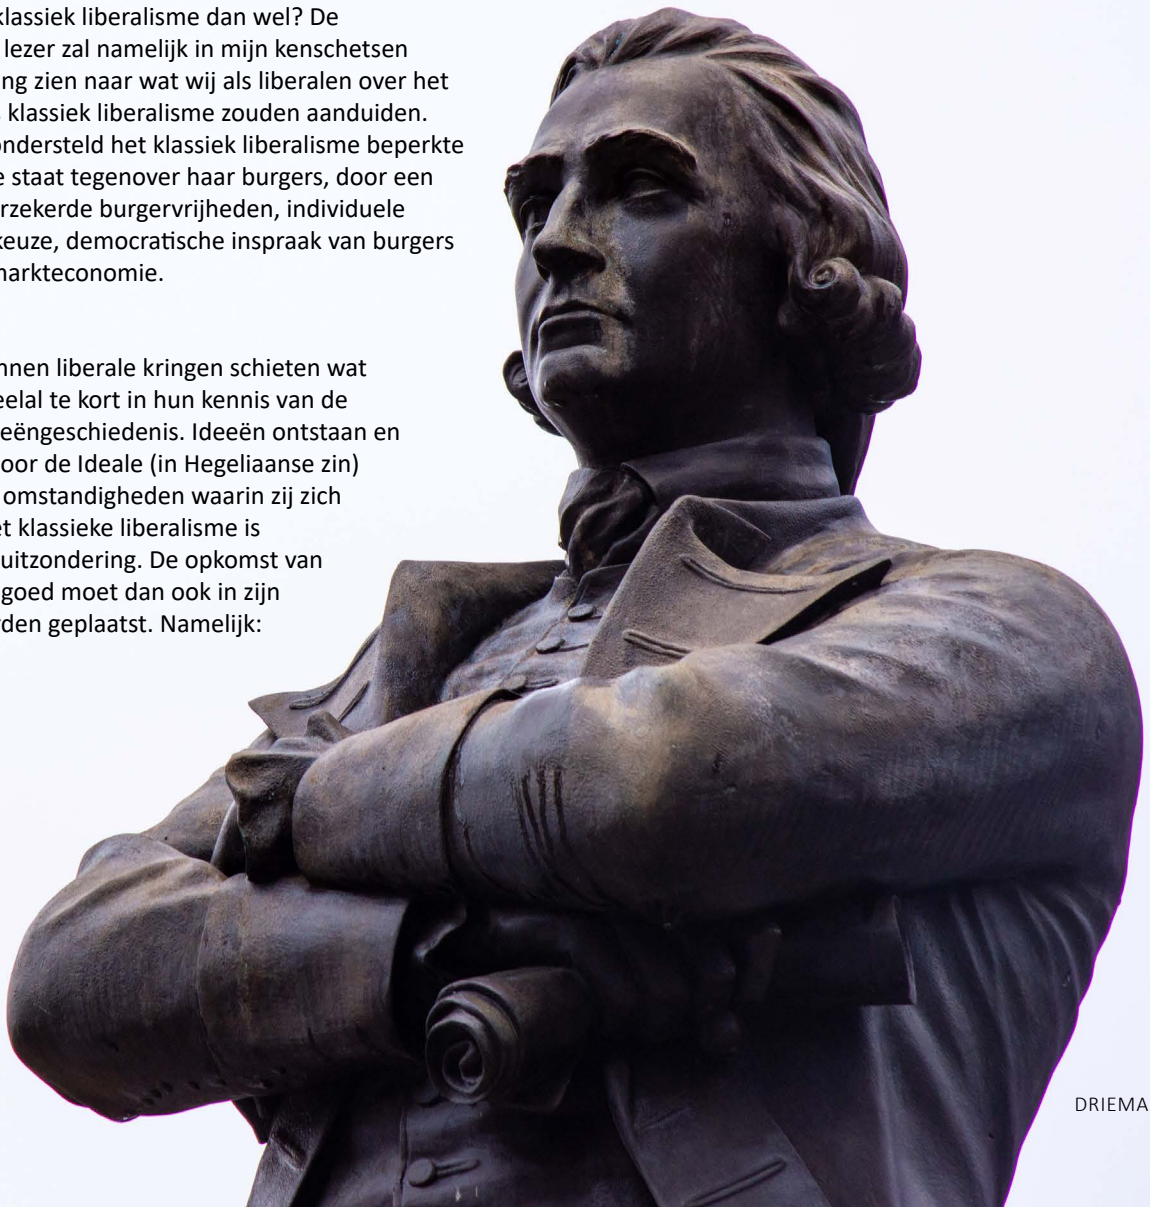 klassiek liberalisme dan wel? De
lezer zal namelijk in mijn kenschetsen
ng zien naar wat wij als liberalen over het
klassiek liberalisme zouden aanduiden.
ondersteld het klassiek liberalisme beperkte
e staat tegenover haar burgers, door een
rzekerde burgervrijheden, individuele
keuze, democratische inspraak van burgers
markteconomie.
nnen liberale kringen schieten wat
eelal te kort in hun kennis van de
eeëngeschiedenis. Ideeën ontstaan en
oor de Ideale (in Hegeliaanse zin)
omstandigheden waarin zij zich
et klassieke liberalisme is
uitzondering. De opkomst van
goed moet dan ook in zijn
rden geplaatst. Namelijk:
DRIEMA